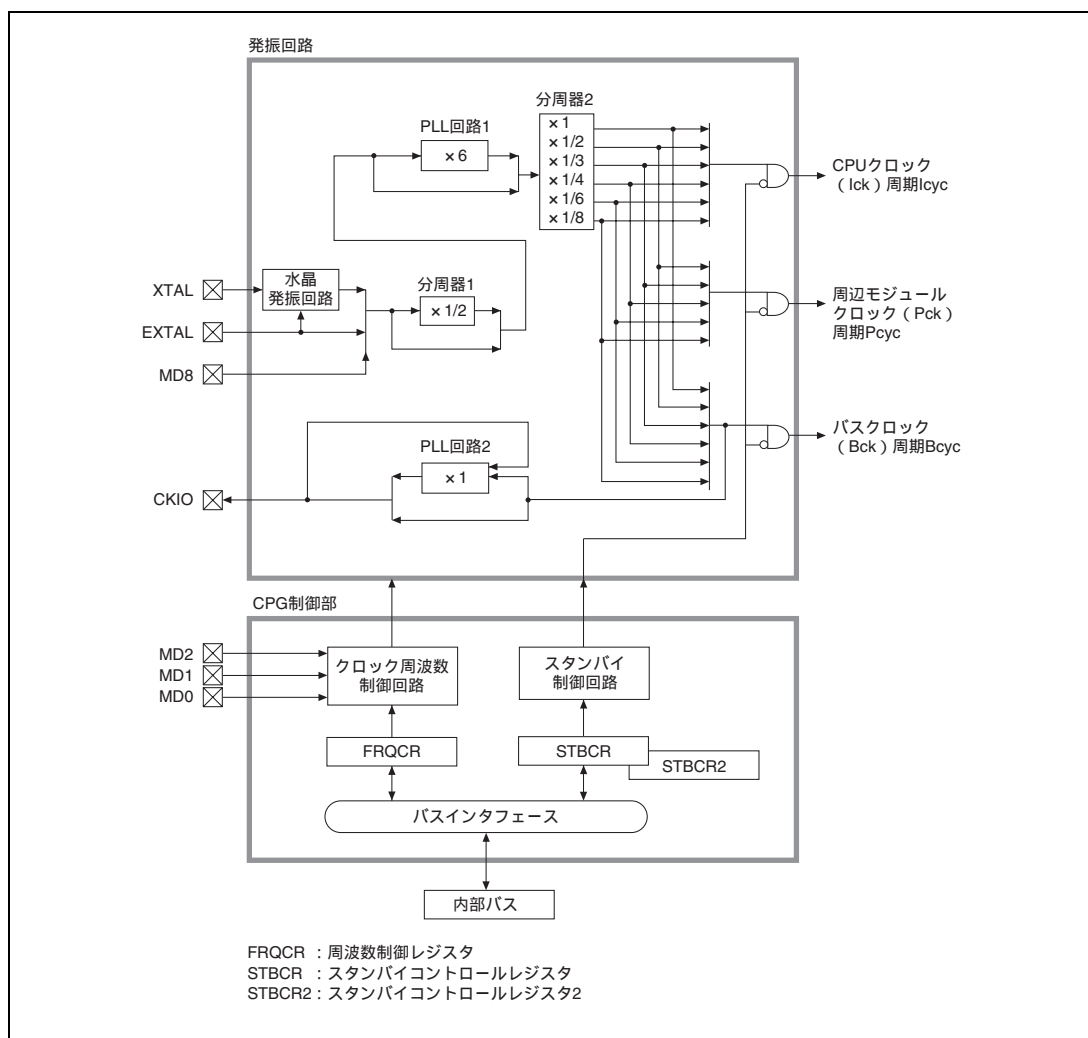 発振回路
分周器2
PLL回路1
×1
×1/2
×1/3
×1/4
×1/6
×1/8
×6
CPUクロック
（Ick）周期Icyc
XTAL
水晶
発振回路
分周器1
×1/2
EXTAL
MD8
周辺モジュール
クロック（Pck）
周期Pcyc
バスクロック
（Bck）周期Bcyc
PLL回路2
×1
CKIO
CPG制御部
MD2
MD1
MD0
クロック周波数
制御回路
スタンバイ
制御回路
FRQCR
STBCR
STBCR2
バスインタフェース
内部バス
FRQCR ：周波数制御レジスタ
STBCR ：スタンバイコントロールレジスタ
STBCR2：スタンバイコントロールレジスタ2